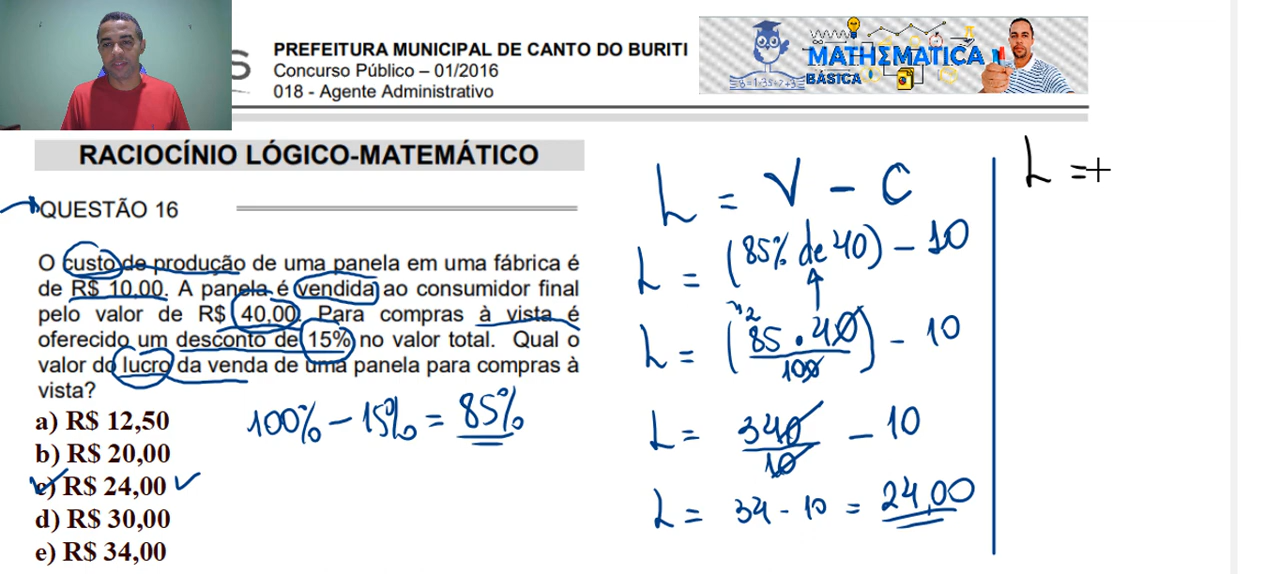 PREFEITURA MUNICIPAL DE CANTO DO BURITI
Concurso Público – 01/2016
018 - Agente Administrativo
MATHΣMATICA
BÁSICA
RACIOCÍNIO LÓGICO-MATEMÁTICO
QUESTÃO 16
O custo de produção de uma panela em uma fábrica é
de R$ 10,00. A panela é vendida ao consumidor final
pelo valor de R$ 40,00. Para compras à vista é
oferecido um desconto de 15% no valor total. Qual o
valor do lucro da venda de uma panela para compras à
vista?
a) R$ 12,50
b) R$ 20,00
c) R$ 24,00
d) R$ 30,00
e) R$ 34,00
100% - 15% = 85%
L = V - C
L = (85% de 40) - 10
L = (85 . 40 / 100) - 10
L = 340 / 10 - 10
L = 34 - 10 = 24,00
L =